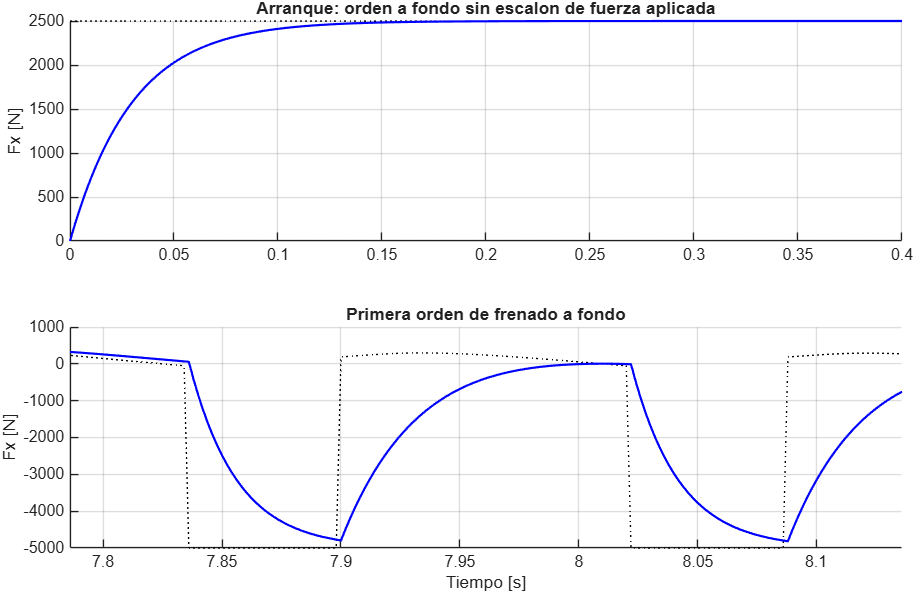 Arranque: orden a fondo sin escalon de fuerza aplicada
2500
2000
1500
1000
500
0
Fx [N]
0 0.05 0.1 0.15 0.2 0.25 0.3 0.35 0.4
Primera orden de frenado a fondo
1000
0
-1000
-2000
-3000
-4000
-5000
Fx [N]
7.8 7.85 7.9 7.95 8 8.05 8.1
Tiempo [s]